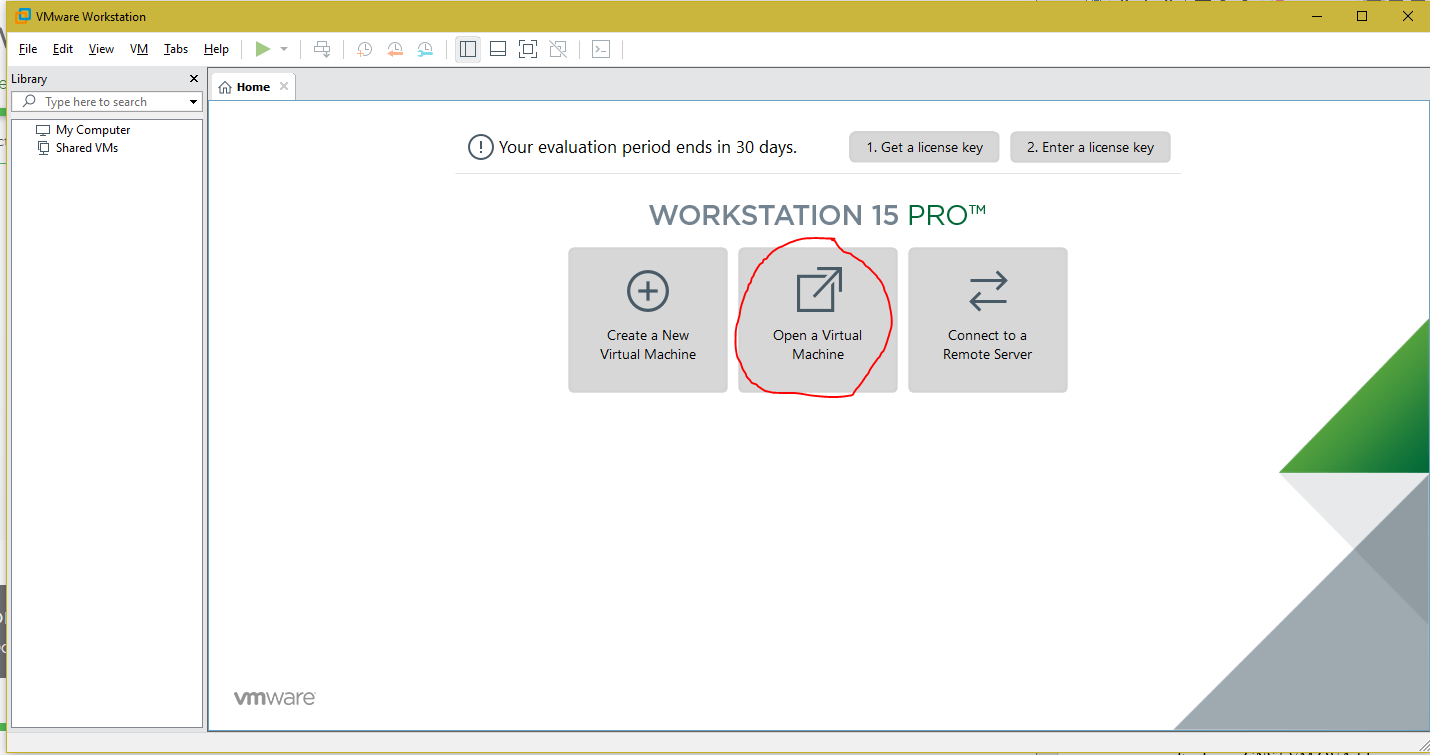 VMware Workstation
File Edit View VM Tabs Help
Library
Type here to search
My Computer
Shared VMs
Home
Your evaluation period ends in 30 days.
1. Get a license key
2. Enter a license key
WORKSTATION 15 PRO™
Create a New
Virtual Machine
Open a Virtual
Machine
Connect to a
Remote Server
vmware